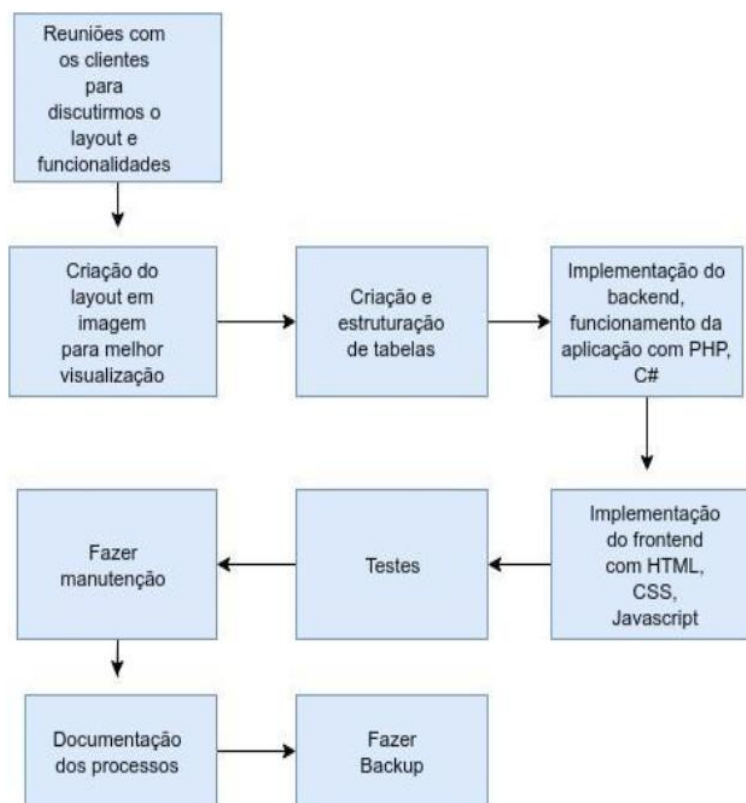 Reuniões com
os clientes
para
discutirmos o
layout e
funcionalidades
Criação do
layout em
imagem
para melhor
visualização
Criação e
estruturação
de tabelas
Implementação do
backend,
funcionamento da
aplicação com PHP,
C#
Implementação
do frontend
com HTML,
CSS,
Javascript
Testes
Fazer
manutenção
Documentação
dos processos
Fazer
Backup